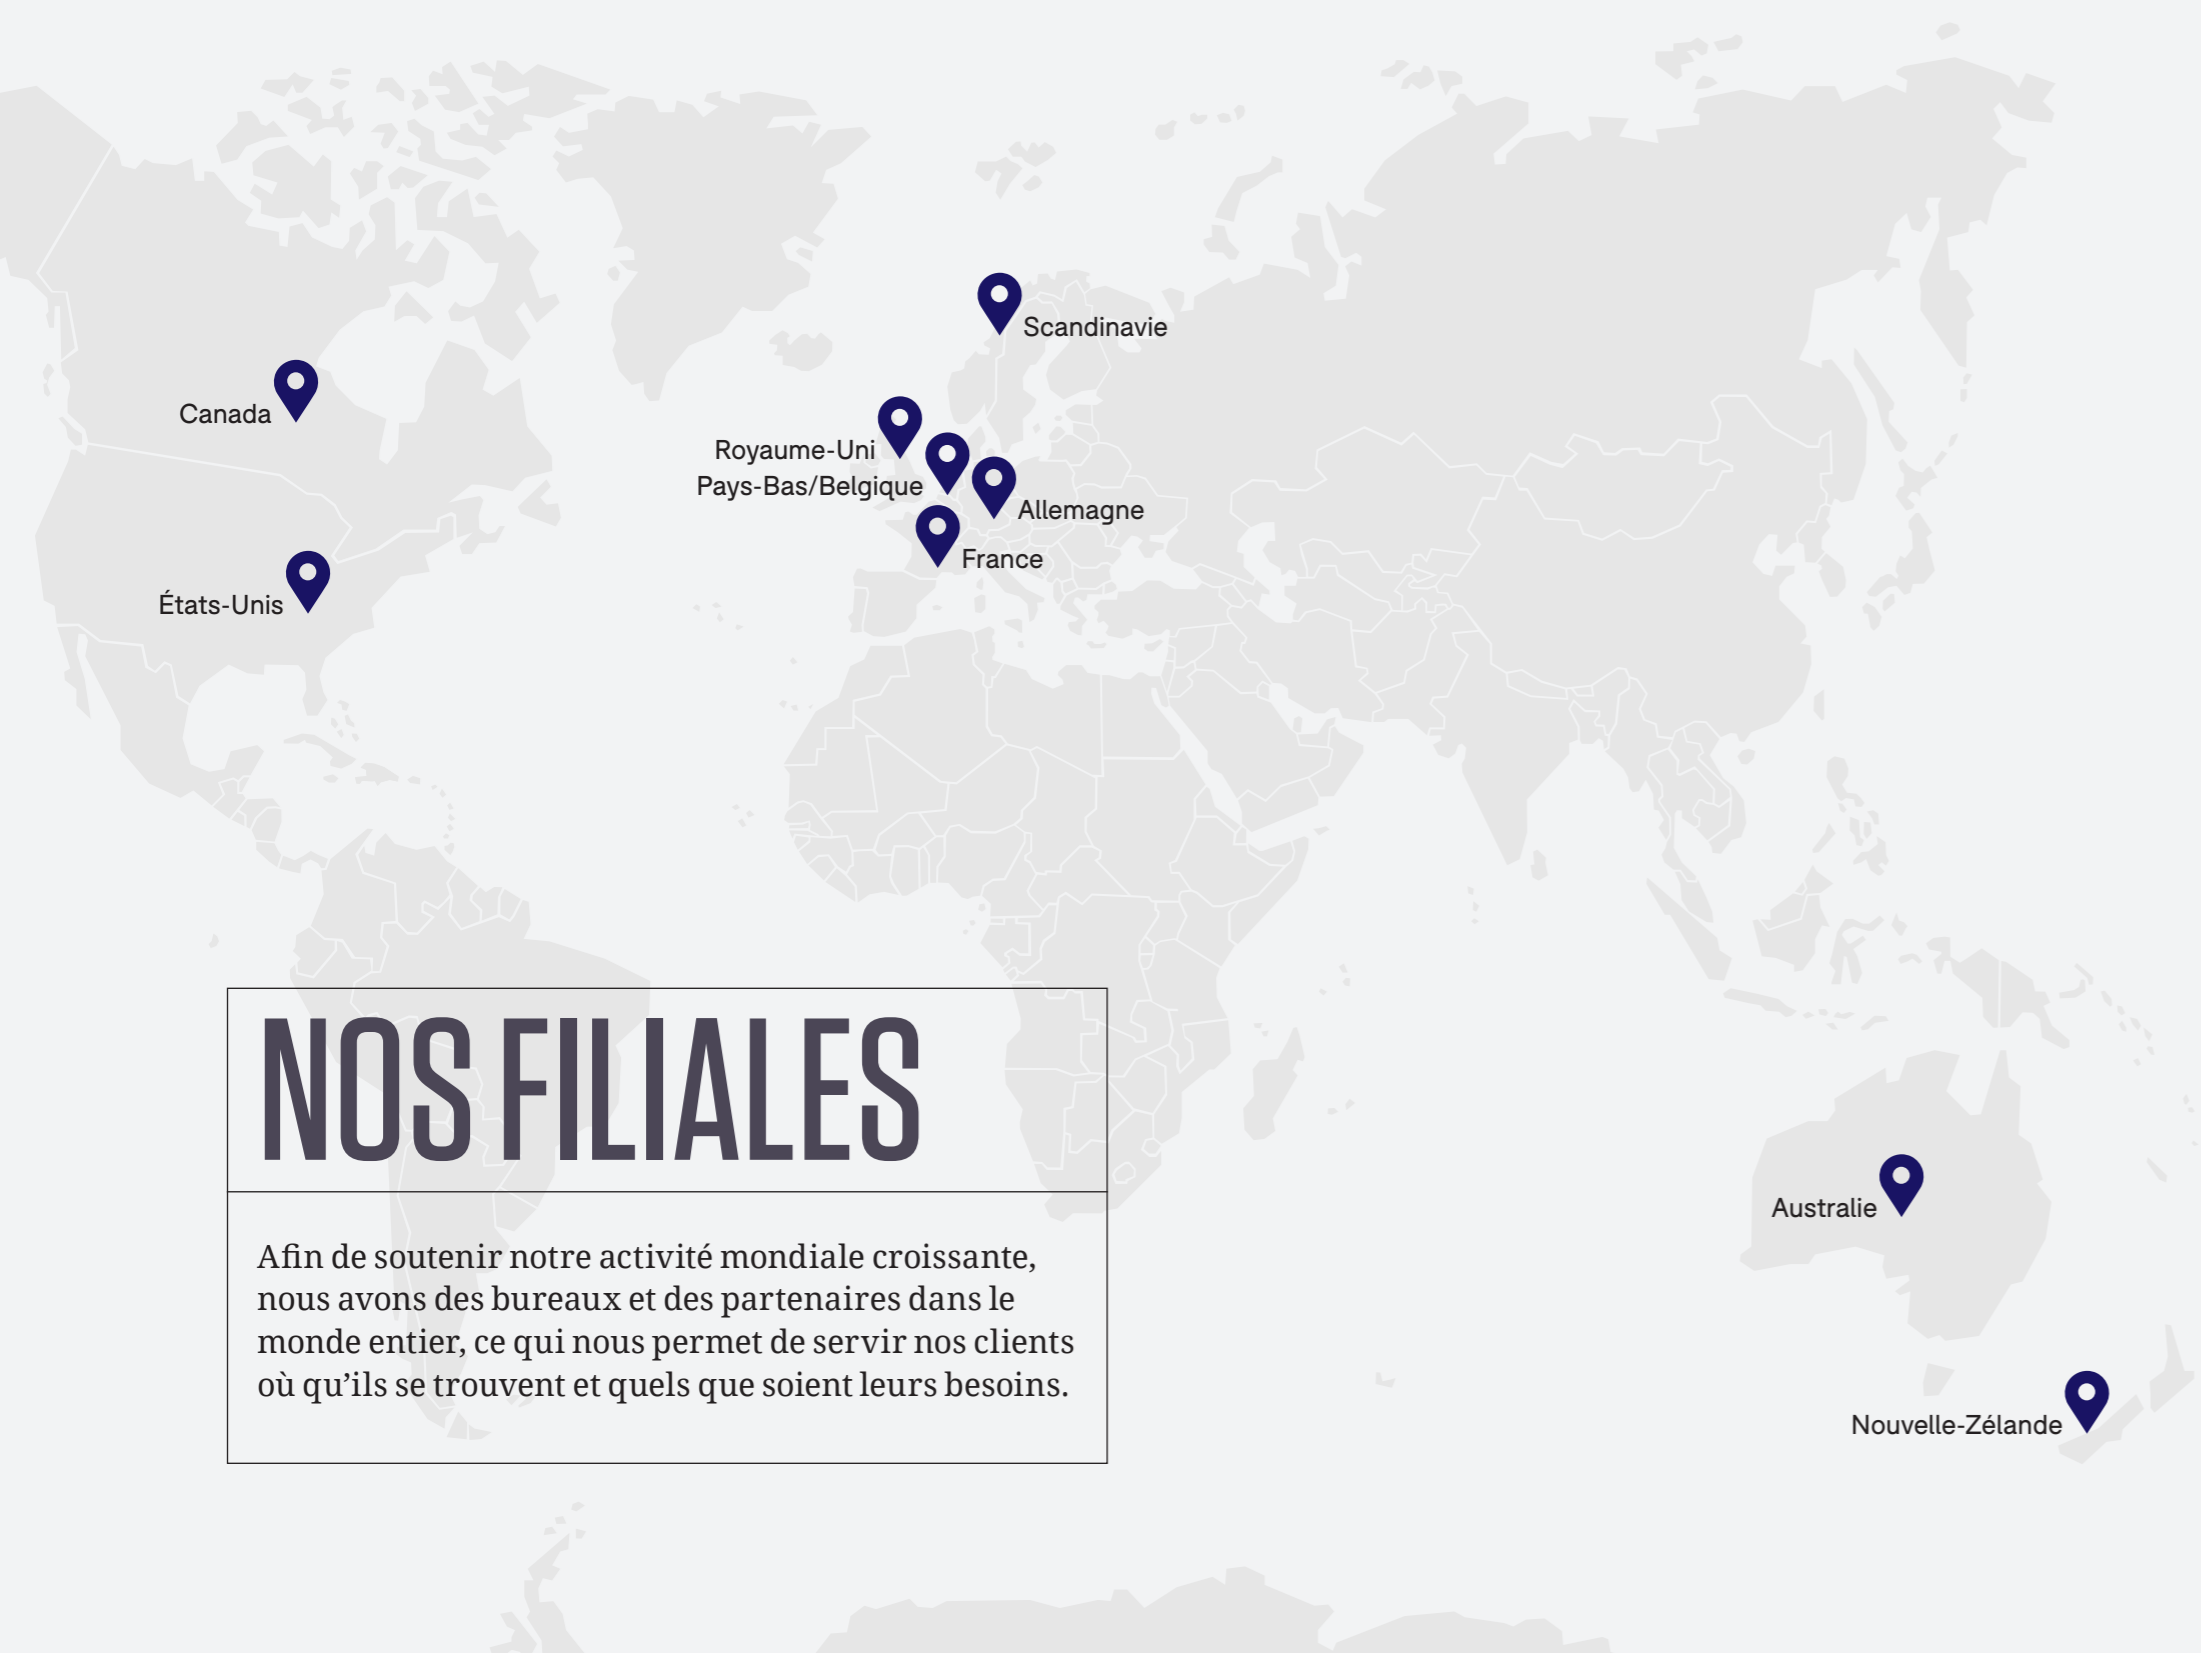 Scandinavie
Canada
Royaume-Uni
Pays-Bas/Belgique
Allemagne
France
États-Unis
NOS FILIALES
Afin de soutenir notre activité mondiale croissante,
nous avons des bureaux et des partenaires dans le
monde entier, ce qui nous permet de servir nos clients
où qu’ils se trouvent et quels que soient leurs besoins.
Australie
Nouvelle-Zélande